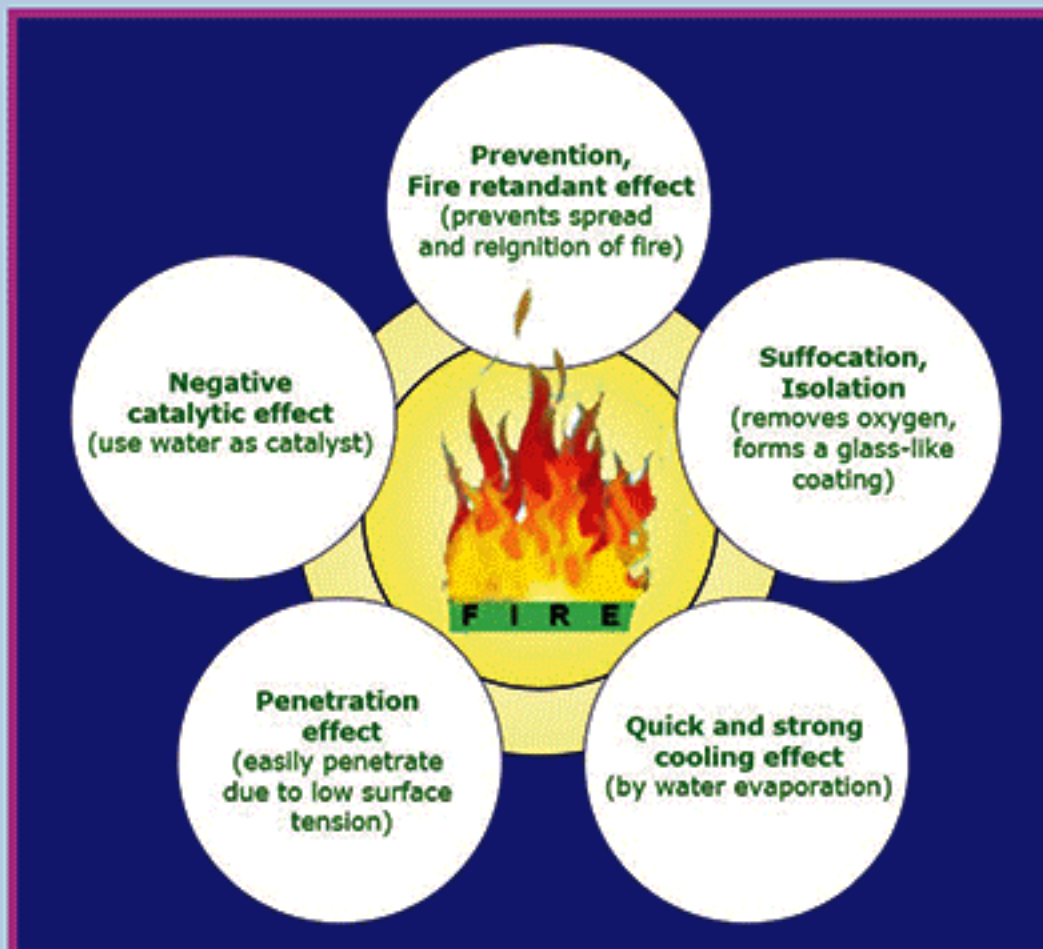 Prevention,
Fire retandant effect
(prevents spread
and reignition of fire)
Negative
catalytic effect
(use water as catalyst)
Suffocation,
Isolation
(removes oxygen,
forms a glass-like
coating)
FIRE
Penetration
effect
(easily penetrate
due to low surface
tension)
Quick and strong
cooling effect
(by water evaporation)